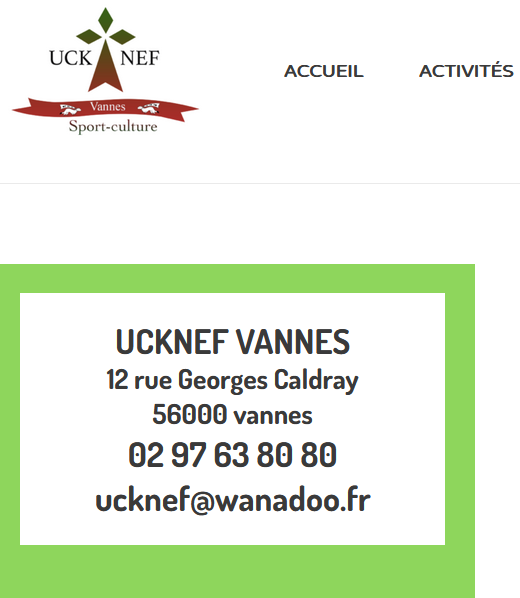 UCK NEF
Vannes
Sport-culture
ACCUEIL ACTIVITÉS
UCKNEF VANNES
12 rue Georges Caldray
56000 vannes
02 97 63 80 80
ucknef@wanadoo.fr